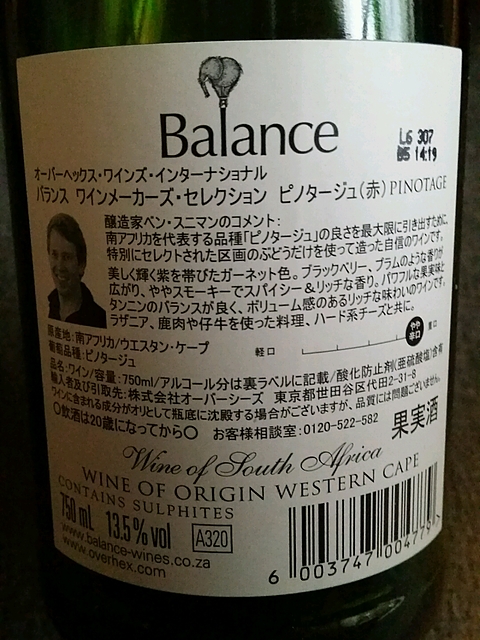 Balance
L6 307
B5 14:19
オーバーヘックス・ワインズ・インターナショナル
バランス ワインメーカーズ・セレクション ピノタージュ(赤) PINOTAGE
醸造家ベン・スニマンのコメント:
南アフリカを代表する品種「ピノタージュ」の良さを最大限に引き出すために、
特別にセレクトされた区画のぶどうだけを使って造った自信のワインです。
美しく輝く紫を帯びたガーネット色。ブラックベリー、プラムのような香りが
広がり、ややスモーキーでスパイシー&リッチな香り。パワフルな果実味と
タンニンのバランスが良く、ボリューム感のあるリッチな味わいのワインです。
ラザニア、鹿肉や仔牛を使った料理、ハード系チーズと共に。
原産地:南アフリカ/ウエスタン・ケープ
葡萄品種:ピノタージュ
軽口 やや辛口 重口
品名:ワイン/容量:750ml/アルコール分は裏ラベルに記載/酸化防止剤(亜硫酸塩)含有
輸入者及び引取先:株式会社オーバーシーズ 東京都世田谷区代田2-31-8
ワインに含まれる成分がオリとして瓶底に沈殿する場合がございますが、品質には問題ございません。
〇飲酒は20歳になってから〇 お客様相談室:0120-522-582
果実酒
Wine of South Africa
WINE OF ORIGIN WESTERN CAPE
CONTAINS SULPHITES
750 mL 13.5% vol A320
www.balance-wines.co.za
www.overhex.com
6 003747 004779 >